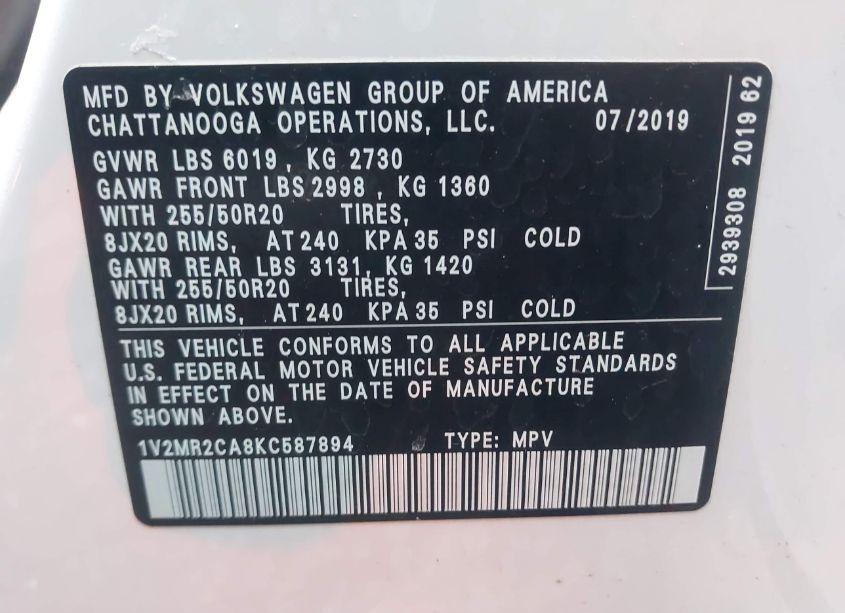 MFD BY VOLKSWAGEN GROUP OF AMERICA
CHATTANOOGA OPERATIONS, LLC. 07/2019
GVWR LBS 6019, KG 2730
GAWR FRONT LBS 2998, KG 1360
WITH 255/50R20 TIRES,
8JX20 RIMS, AT 240 KPA 35 PSI COLD
GAWR REAR LBS 3131, KG 1420
WITH 255/50R20 TIRES,
8JX20 RIMS, AT 240 KPA 35 PSI COLD
THIS VEHICLE CONFORMS TO ALL APPLICABLE
U.S. FEDERAL MOTOR VEHICLE SAFETY STANDARDS
IN EFFECT ON THE DATE OF MANUFACTURE
SHOWN ABOVE.
1V2MR2CA8KC587894 TYPE: MPV
2939308 2019 62